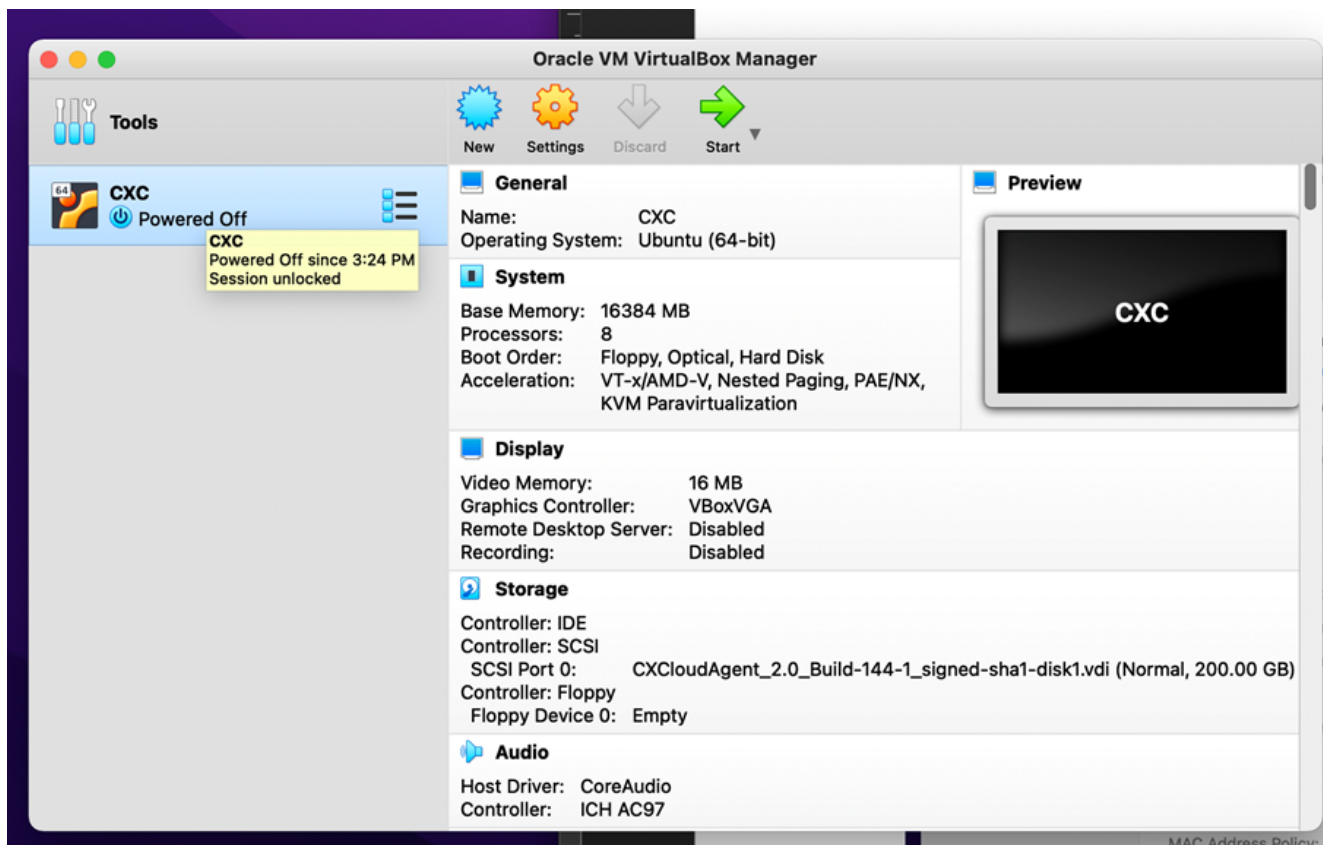 Oracle VM VirtualBox Manager
Tools
New Settings Discard Start
64
CXC
Powered Off
CXC
Powered Off since 3:24 PM
Session unlocked
General
Name: CXC
Operating System: Ubuntu (64-bit)
System
Base Memory: 16384 MB
Processors: 8
Boot Order: Floppy, Optical, Hard Disk
Acceleration: VT-x/AMD-V, Nested Paging, PAE/NX,
KVM Paravirtualization
Preview
CXC
Display
Video Memory: 16 MB
Graphics Controller: VBoxVGA
Remote Desktop Server: Disabled
Recording: Disabled
Storage
Controller: IDE
Controller: SCSI
SCSI Port 0: CXCloudAgent_2.0_Build-144-1_signed-sha1-disk1.vdi (Normal, 200.00 GB)
Controller: Floppy
Floppy Device 0: Empty
Audio
Host Driver: CoreAudio
Controller: ICH AC97
MAC Address Policy: